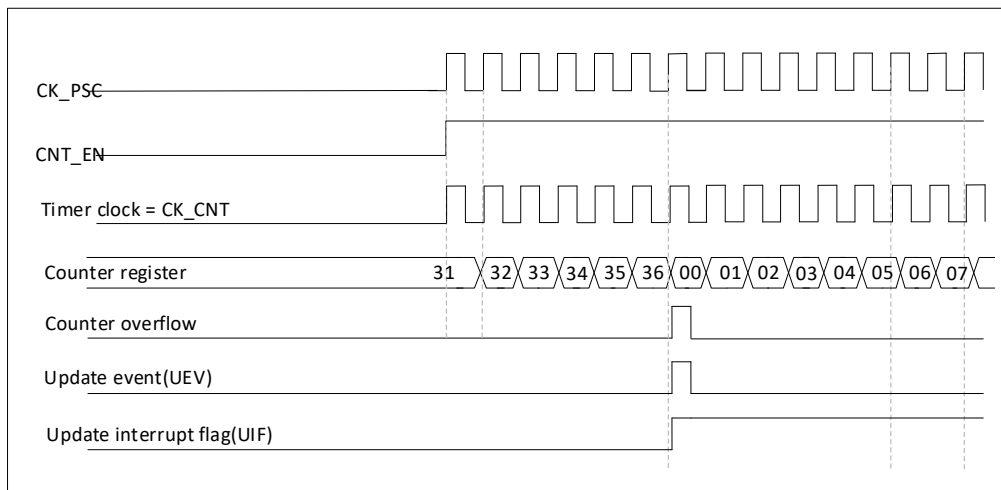 CK_PSC
CNT_EN
Timer clock = CK_CNT
Counter register 31 32 33 34 35 36 00 01 02 03 04 05 06 07
Counter overflow
Update event(UEV)
Update interrupt flag(UIF)